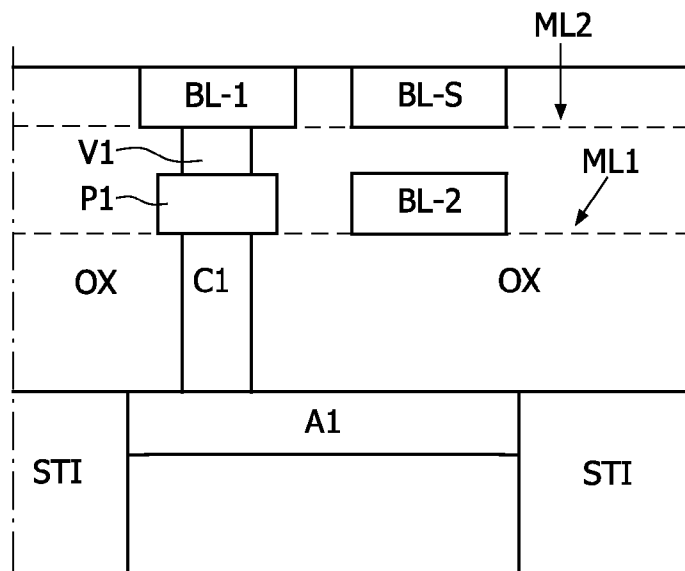 ML2
BL-1
BL-S
V1
ML1
P1
BL-2
OX
C1
OX
A1
STI
STI